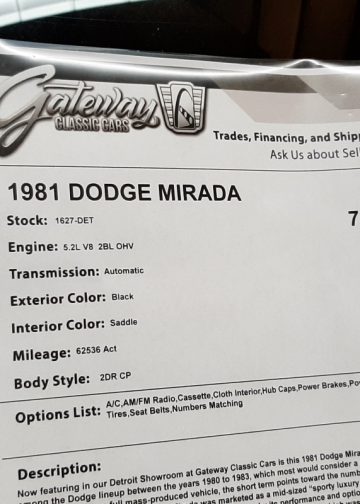 Gateway
CLASSIC CARS
Trades, Financing, and Shipp
Ask Us about Sell
1981 DODGE MIRADA
7
Stock: 1627-DET
Engine: 5.2L V8 2BL OHV
Transmission: Automatic
Exterior Color: Black
Interior Color: Saddle
Mileage: 62536 Act
Body Style: 2DR CP
Options List: A/C,AM/FM Radio,Cassette,Cloth Interior,Hub Caps,Power Brakes,Po
Tires,Seat Belts,Numbers Matching
Description:
Now featuring in our Detroit Showroom at Gateway Classic Cars is this 1981 Dodge Mira
among the Dodge lineup between the years 1980 to 1983, which most would consider a
full mass-produced vehicle, the short term points toward the num
was marketed as a mid-sized "sporty luxury
its performance and opti